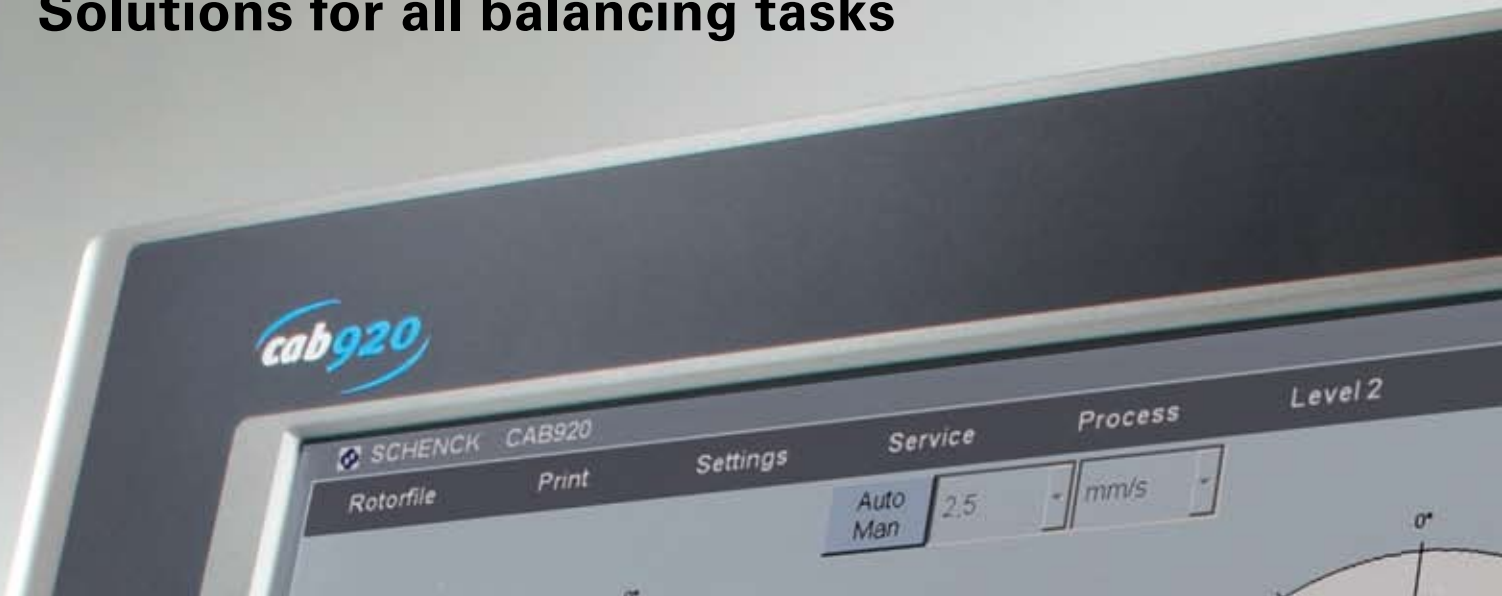 Solutions for all balancing tasks
cab920
SCHENCK CAB920
Rotorfile Print Settings Service Process Level 2
Auto
Man
2.5
mm/s
0°